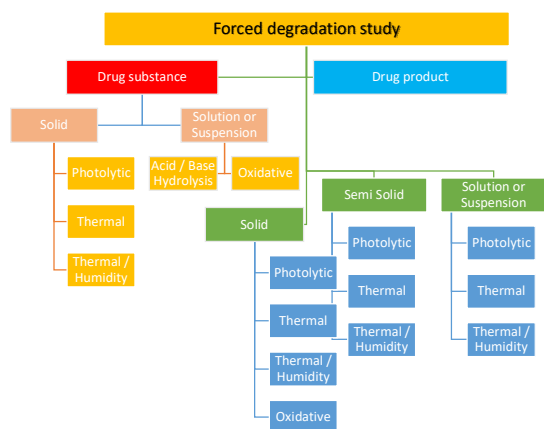 Forced degradation study
Drug substance
Drug product
Solid
Solution or
Suspension
Photolytic
Thermal
Thermal /
Humidity
Acid / Base
Hydrolysis
Oxidative
Solid
Photolytic
Thermal
Thermal /
Humidity
Oxidative
Semi Solid
Photolytic
Thermal
Thermal /
Humidity
Solution or
Suspension
Photolytic
Thermal
Thermal /
Humidity